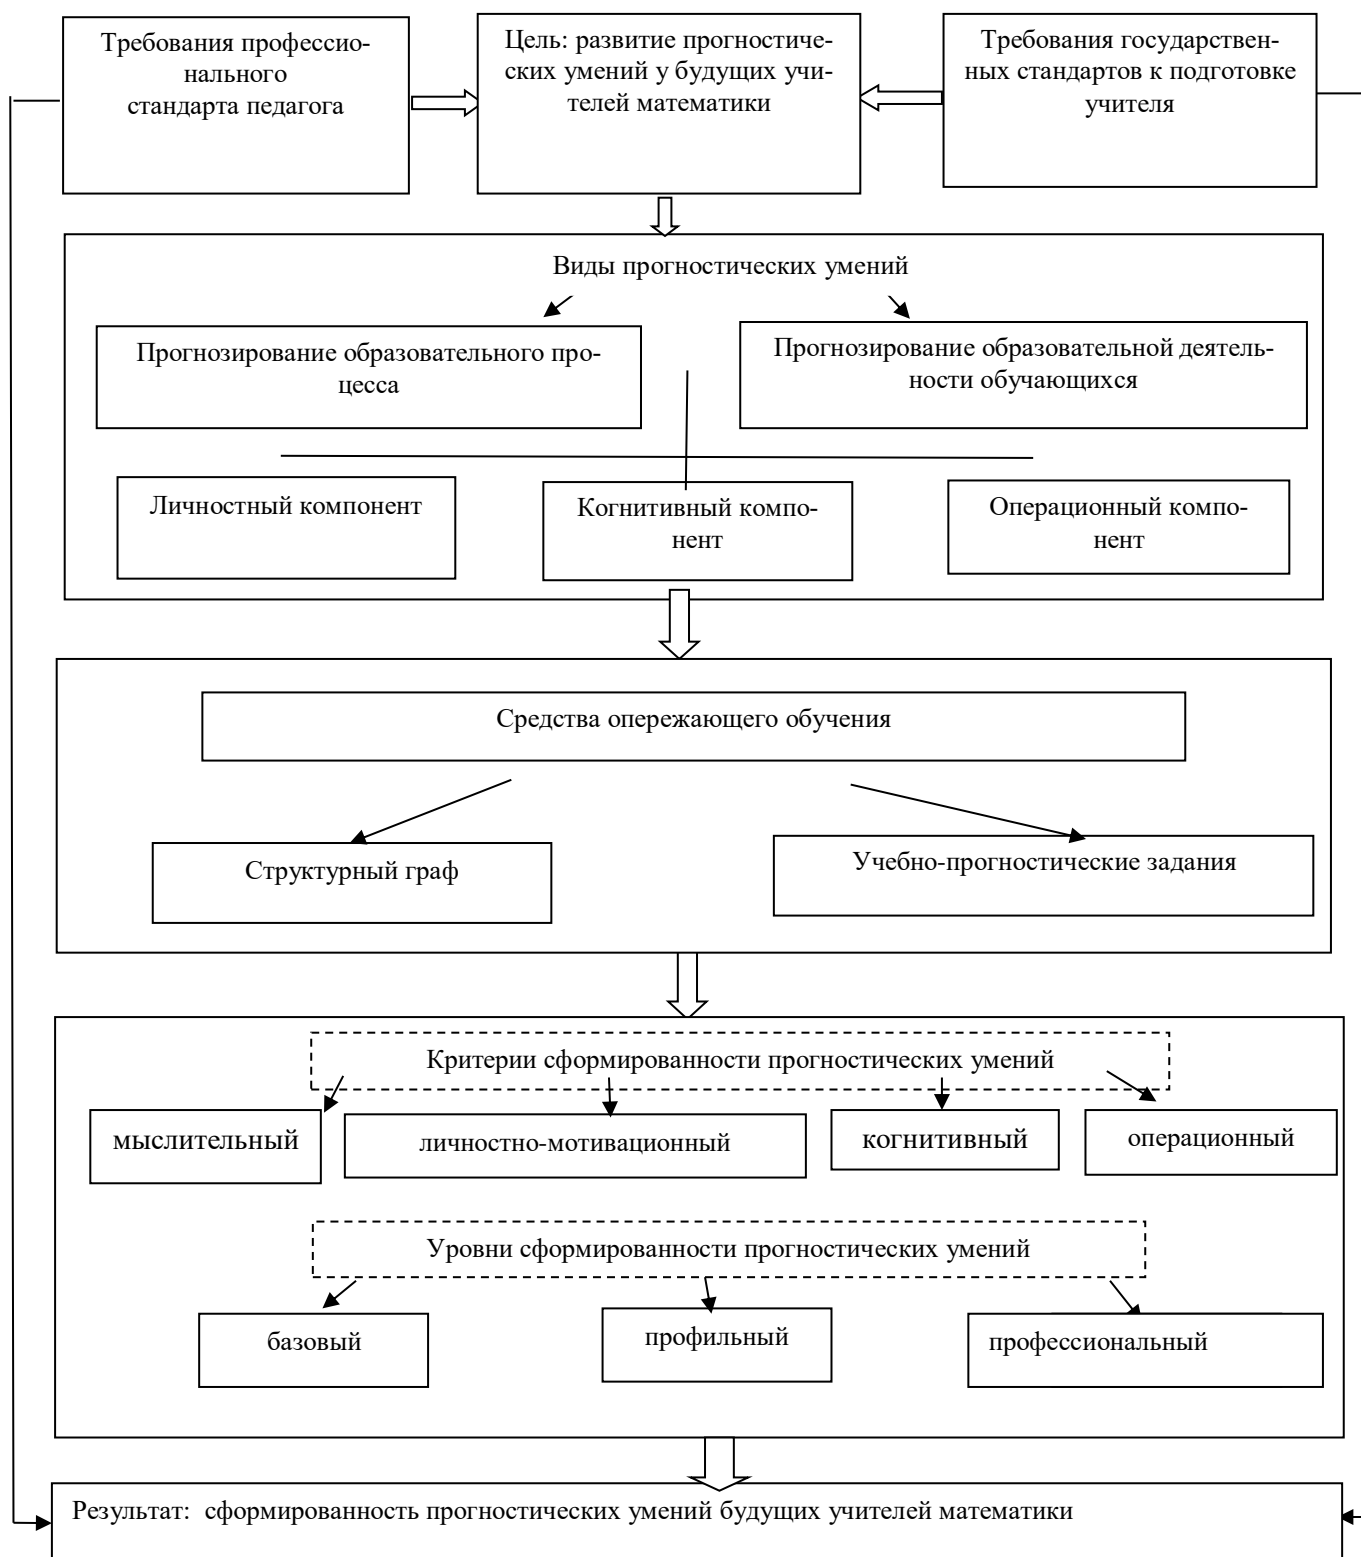 Требования профессио-
нального
стандарта педагога
Цель: развитие прогностиче-
ских умений у будущих учи-
телей математики
Требования государствен-
ных стандартов к подготовке
учителя
Виды прогностических умений
Прогнозирование образовательного про-
цесса
Прогнозирование образовательной деятель-
ности обучающихся
Личностный компонент
Когнитивный компо-
нент
Операционный компо-
нент
Средства опережающего обучения
Структурный граф
Учебно-прогностические задания
Критерии сформированности прогностических умений
мыслительный
личностно-мотивационный
когнитивный
операционный
Уровни сформированности прогностических умений
базовый
профильный
профессиональный
Результат: сформированность прогностических умений будущих учителей математики